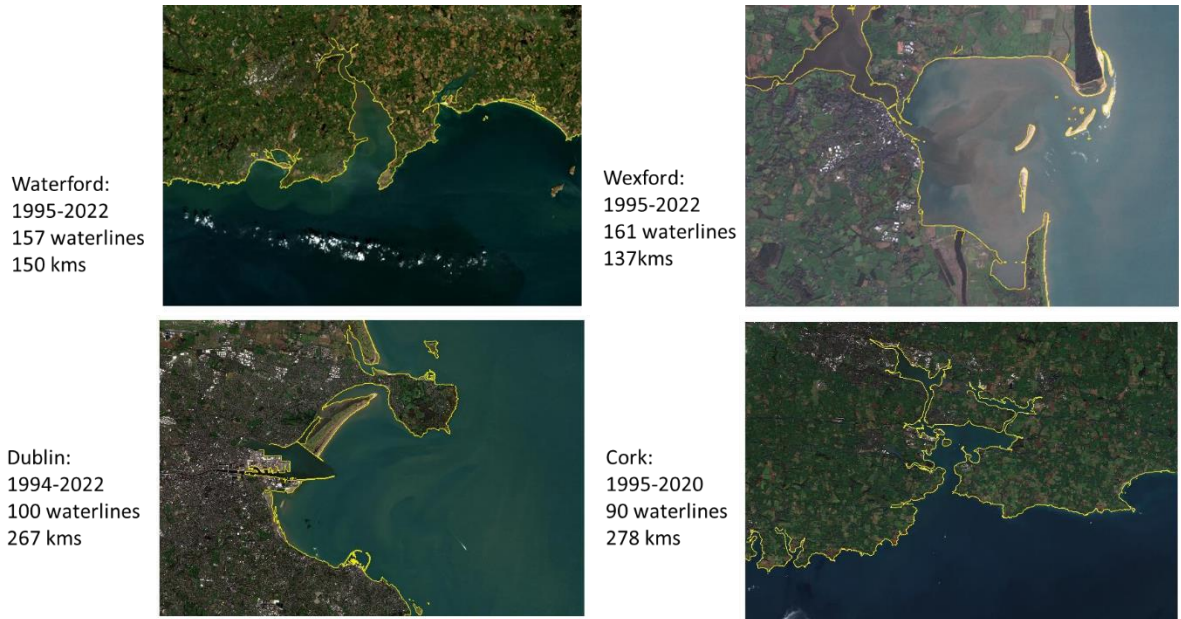 Waterford:
1995-2022
157 waterlines
150 kms
Wexford:
1995-2022
161 waterlines
137kms
Dublin:
1994-2022
100 waterlines
267 kms
Cork:
1995-2020
90 waterlines
278 kms